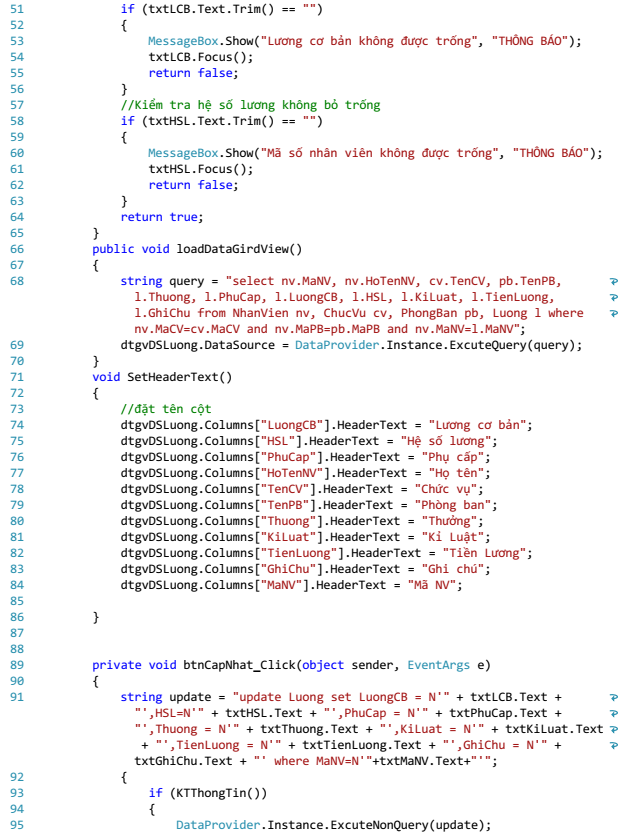 51 if (txtLCB.Text.Trim() == "")
52 {
53 MessageBox.Show("Lương cơ bản không được trống", "THÔNG BÁO");
54 txtLCB.Focus();
55 return false;
56 }
57 //Kiểm tra hệ số lương không bỏ trống
58 if (txtHSL.Text.Trim() == "")
59 {
60 MessageBox.Show("Mã số nhân viên không được trống", "THÔNG BÁO");
61 txtHSL.Focus();
62 return false;
63 }
64 return true;
65 }
66 public void loadDataGirdView()
67 {
68 string query = "select nv.MaNV, nv.HoTenNV, cv.TenCV, pb.TenPB,
l.Thuong, l.PhuCap, l.LuongCB, l.HSL, l.KiLuat, l.TienLuong,
l.GhiChu from NhanVien nv, ChucVu cv, PhongBan pb, Luong l where
nv.MaCV=cv.MaCV and nv.MaPB=pb.MaPB and nv.MaNV=l.MaNV";
69 dtgvDSLuong.DataSource = DataProvider.Instance.ExcuteQuery(query);
70 }
71 void SetHeaderText()
72 {
73 //đặt tên cột
74 dtgvDSLuong.Columns["LuongCB"].HeaderText = "Lương cơ bản";
75 dtgvDSLuong.Columns["HSL"].HeaderText = "Hệ số lương";
76 dtgvDSLuong.Columns["PhuCap"].HeaderText = "Phụ cấp";
77 dtgvDSLuong.Columns["HoTenNV"].HeaderText = "Họ tên";
78 dtgvDSLuong.Columns["TenCV"].HeaderText = "Chức vụ";
79 dtgvDSLuong.Columns["TenPB"].HeaderText = "Phòng ban";
80 dtgvDSLuong.Columns["Thuong"].HeaderText = "Thưởng";
81 dtgvDSLuong.Columns["KiLuat"].HeaderText = "Kỉ Luật";
82 dtgvDSLuong.Columns["TienLuong"].HeaderText = "Tiền Lương";
83 dtgvDSLuong.Columns["GhiChu"].HeaderText = "Ghi chú";
84 dtgvDSLuong.Columns["MaNV"].HeaderText = "Mã NV";
85
86 }
87
88
89 private void btnCapNhat_Click(object sender, EventArgs e)
90 {
91 string update = "update Luong set LuongCB = N'" + txtLCB.Text +
"',HSL=N'" + txtHSL.Text + "',PhuCap = N'" + txtPhuCap.Text +
"',Thuong = N'" + txtThuong.Text + "',KiLuat = N'" + txtKiLuat.Text
+ "',TienLuong = N'" + txtTienLuong.Text + "',GhiChu = N'" +
txtGhiChu.Text + "' where MaNV=N'"+txtMaNV.Text+"'";
92 {
93 if (KTThongTin())
94 {
95 DataProvider.Instance.ExcuteNonQuery(update);